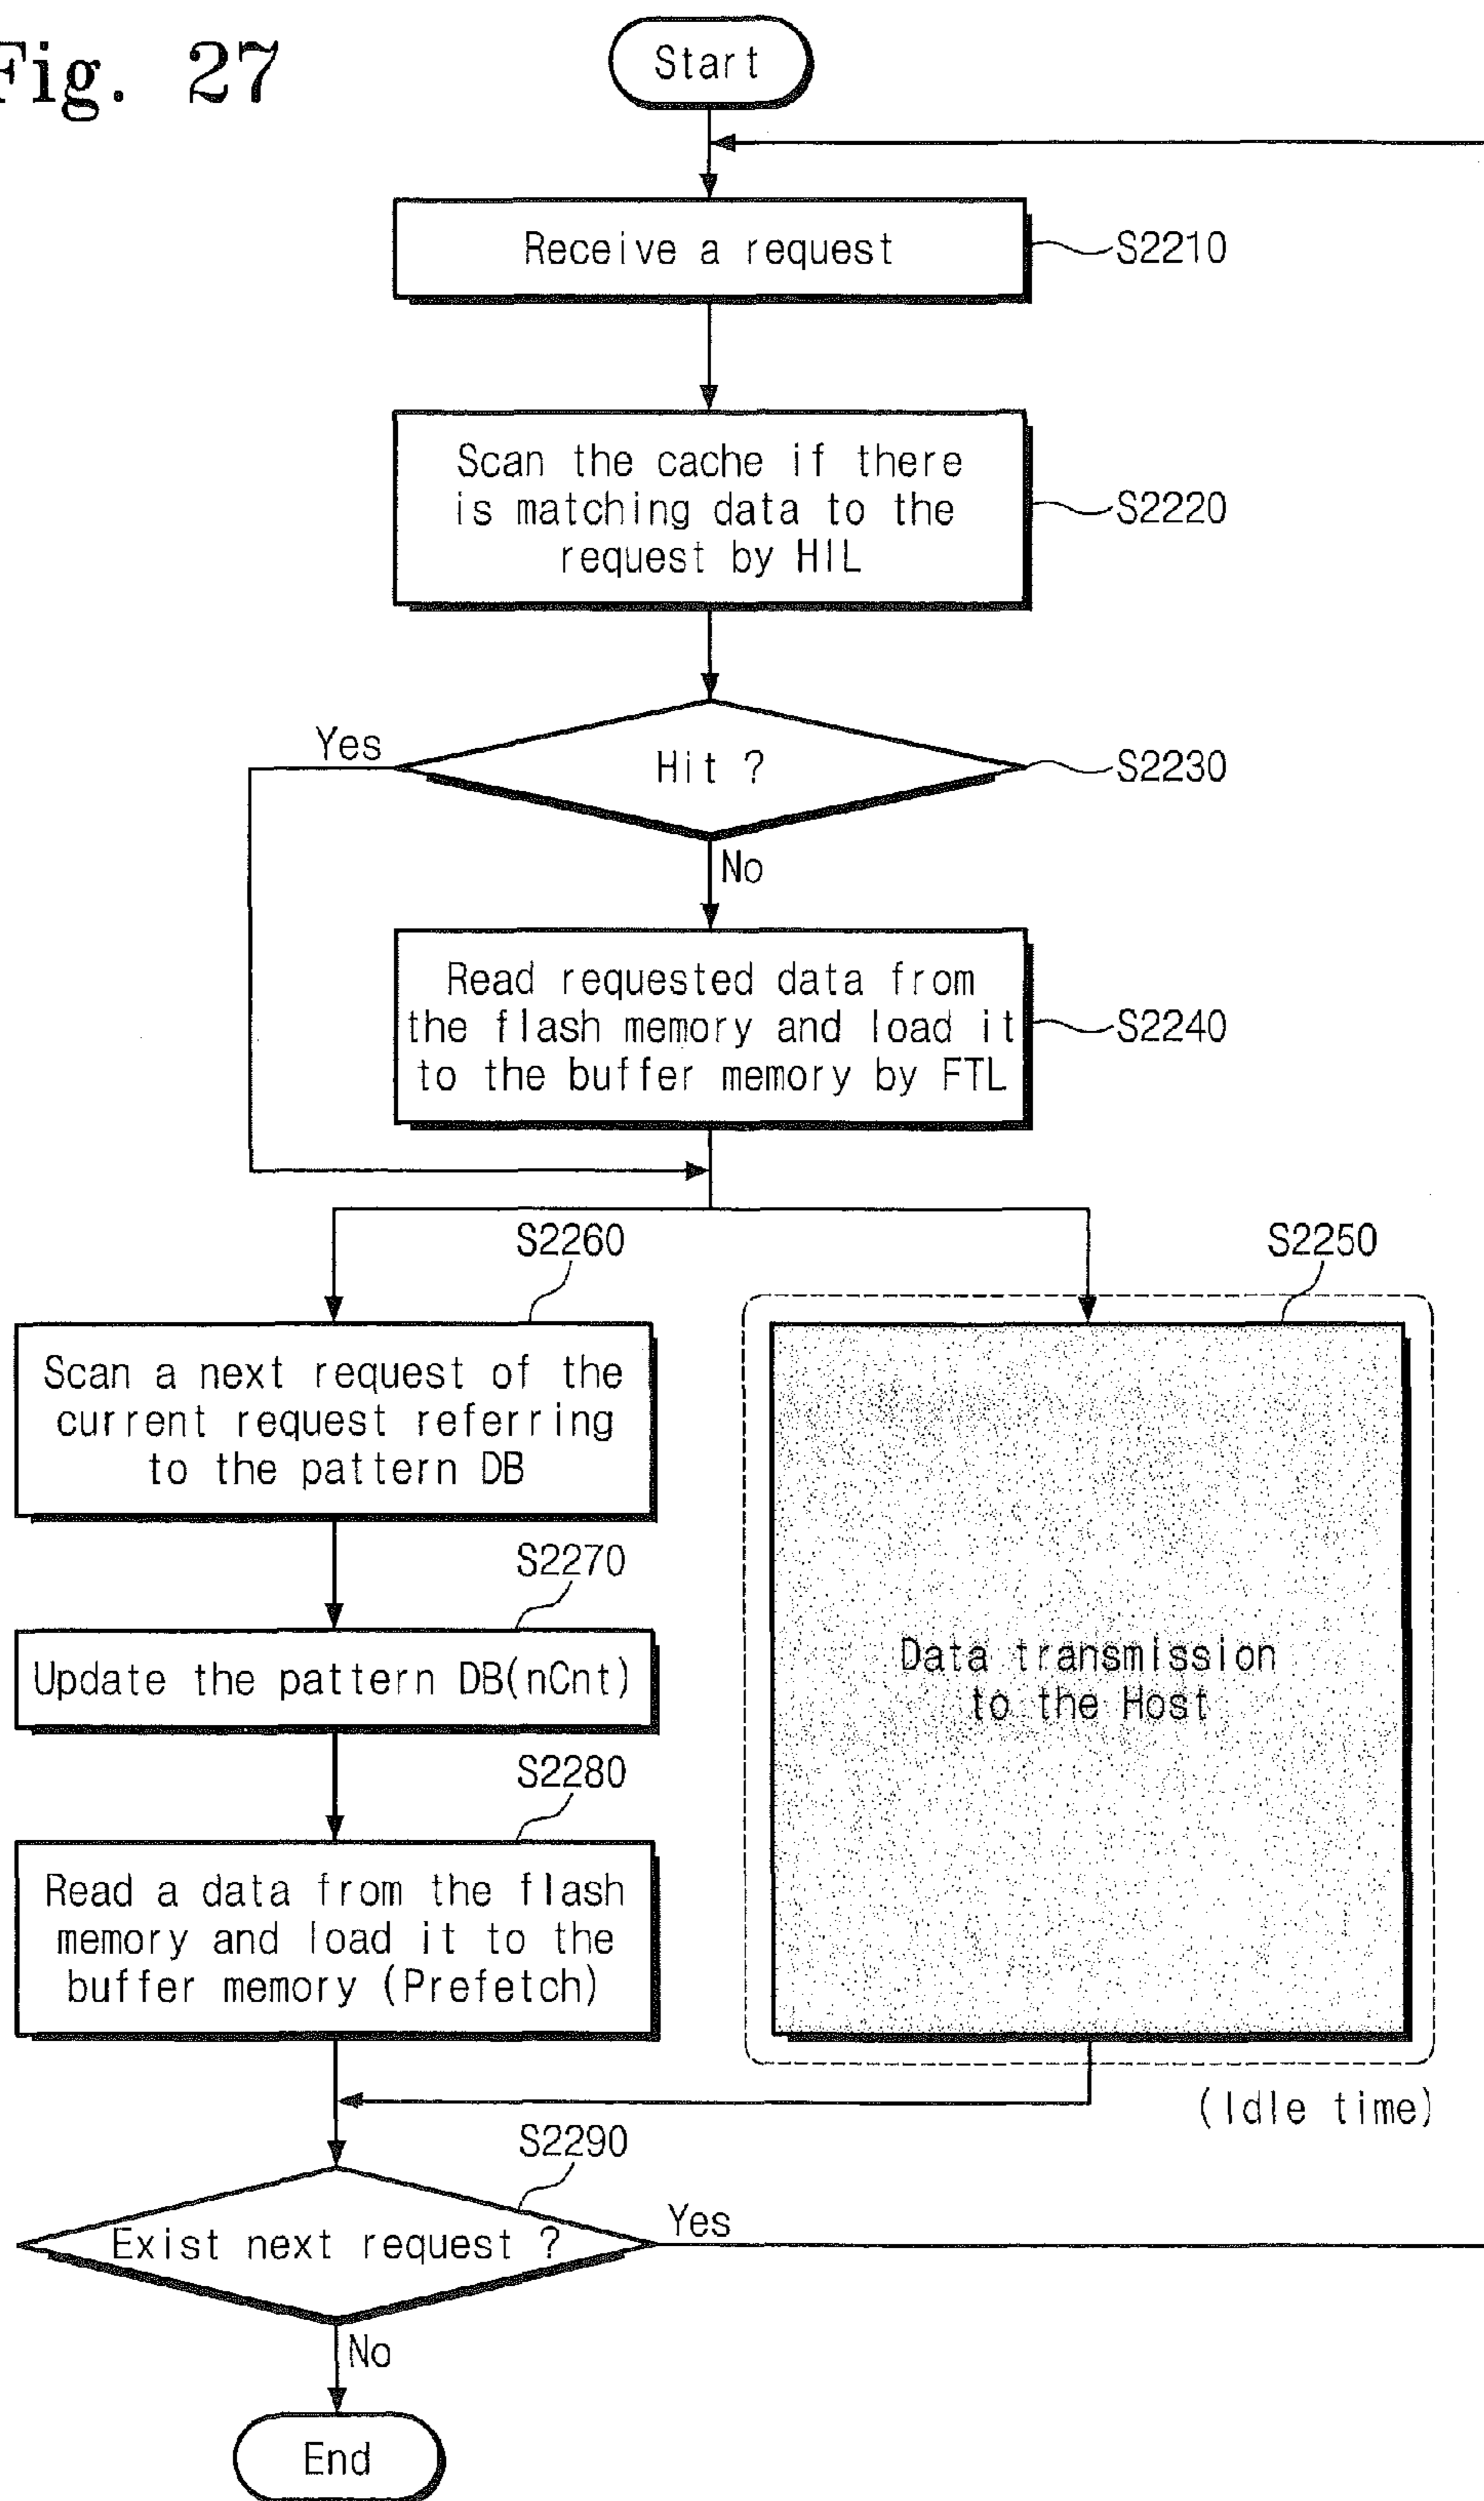 Fig. 27
Start
Receive a request
S2210
Scan the cache if there
is matching data to the
request by HIL
S2220
Yes
Hit ?
S2230
No
Read requested data from
the flash memory and load it
to the buffer memory by FTL
S2240
S2260
S2250
Scan a next request of the
current request referring
to the pattern DB
S2270
Update the pattern DB(nCnt)
S2280
Read a data from the flash
memory and load it to the
buffer memory (Prefetch)
Data transmission
to the Host
(Idle time)
S2290
Exist next request ?
Yes
No
End